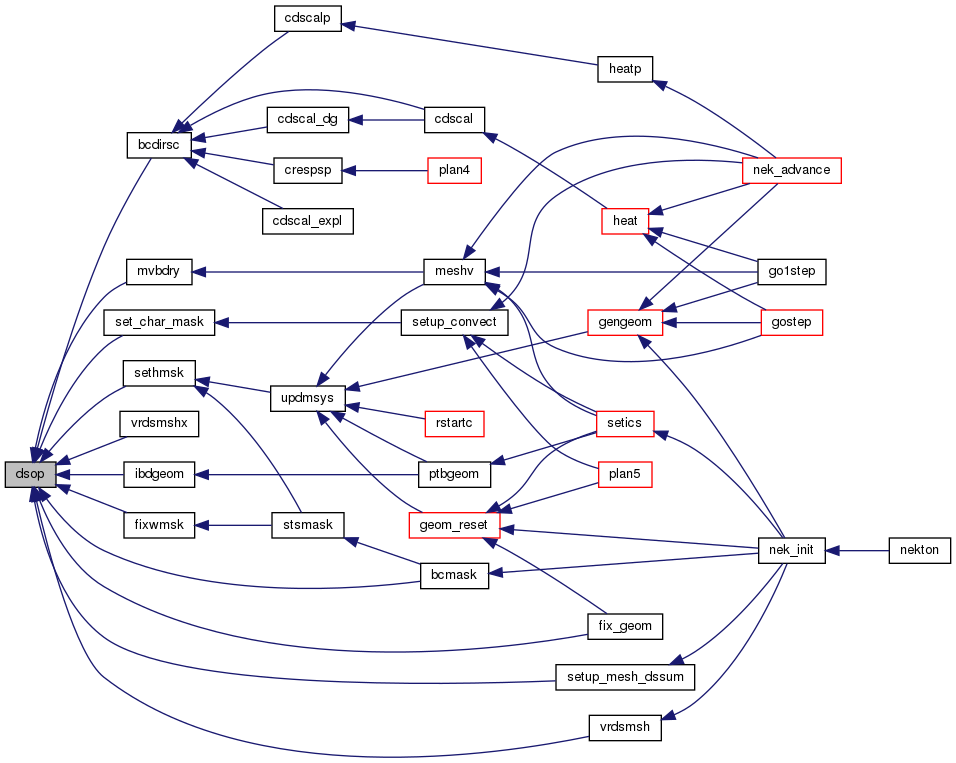 cdscalp
heatp
cdscal_dg
cdscal
bcdirsc
crespsp
plan4
nek_advance
cdscal_expl
heat
mvbdry
meshv
go1step
set_char_mask
setup_convect
gengeom
gostep
sethmsk
updmsys
vrdsmshx
rstartc
setics
dsop
ibdgeom
ptbgeom
plan5
fixwmsk
stsmask
geom_reset
nek_init
nekton
bcmask
fix_geom
setup_mesh_dssum
vrdsmsh